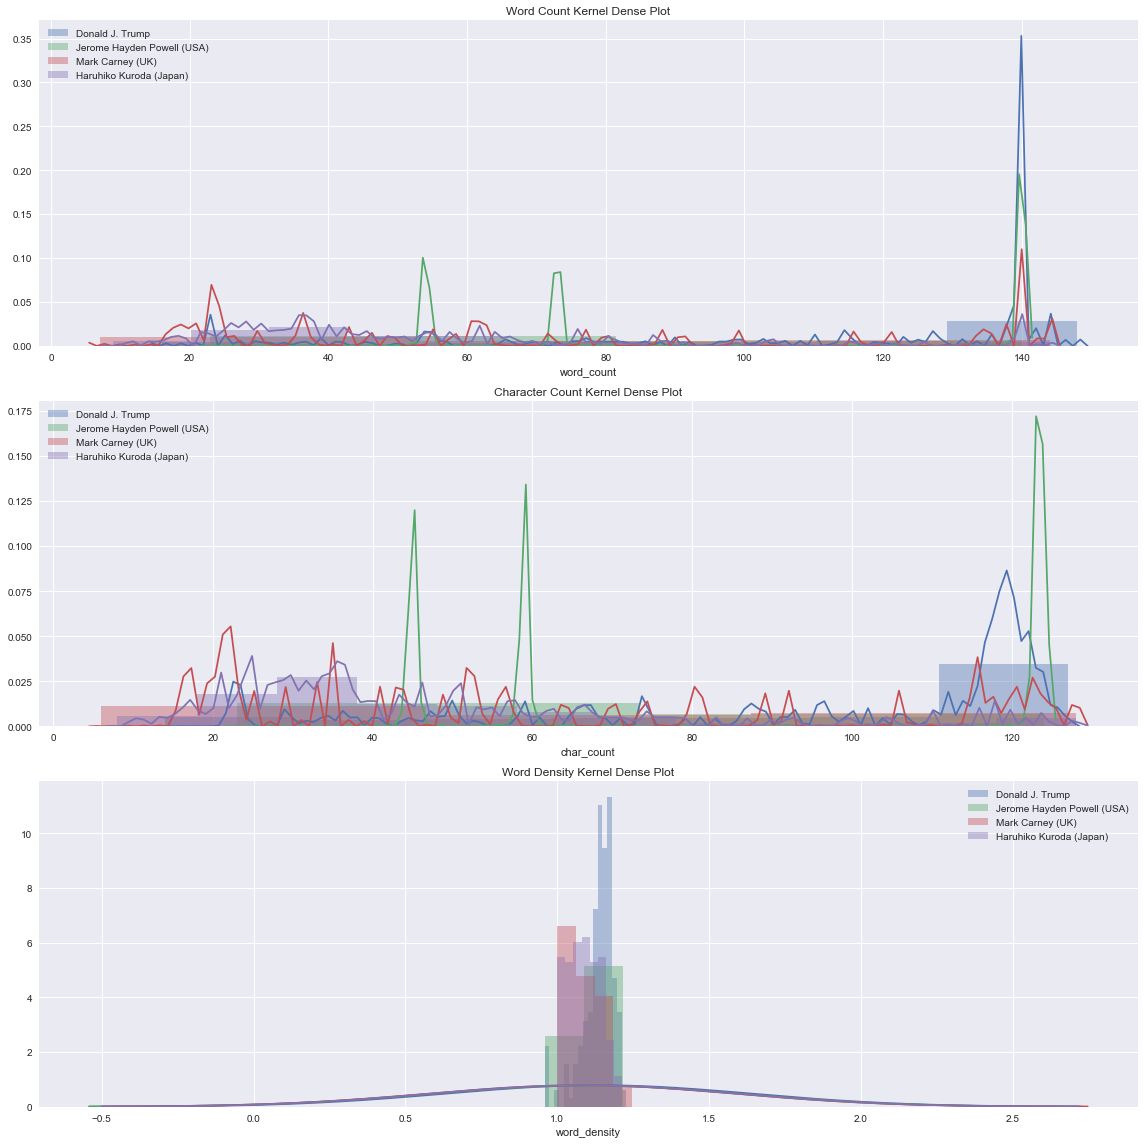 Word Count Kernel Dense Plot
Donald J. Trump
Jerome Hayden Powell (USA)
Mark Carney (UK)
Haruhiko Kuroda (Japan)
0.35
0.30
0.25
0.20
0.15
0.10
0.05
0.00
0 20 40 60 80 100 120 140
word_count
Character Count Kernel Dense Plot
Donald J. Trump
Jerome Hayden Powell (USA)
Mark Carney (UK)
Haruhiko Kuroda (Japan)
0.175
0.150
0.125
0.100
0.075
0.050
0.025
0.000
0 20 40 60 80 100 120
char_count
Word Density Kernel Dense Plot
Donald J. Trump
Jerome Hayden Powell (USA)
Mark Carney (UK)
Haruhiko Kuroda (Japan)
10
8
6
4
2
0
−0.5 0.0 0.5 1.0 1.5 2.0 2.5
word_density